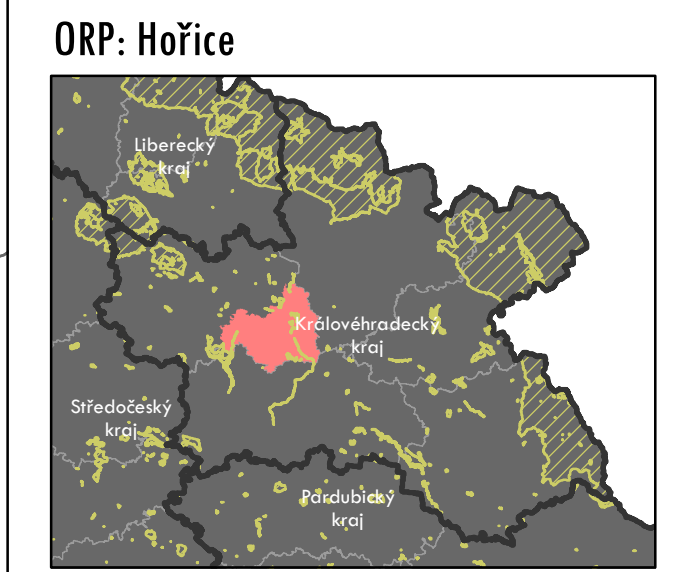 ORP: Hořice
Liberecký
kraj
Královéhradecký
kraj
Středočeský
kraj
Pardubický
kraj